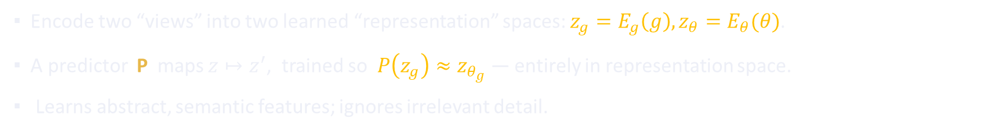 ▪ Encode two “views” into two learned “representation” spaces: z_g = E_g(g), z_θ = E_θ(θ).
▪ A predictor P maps z ↦ z′, trained so P(z_g) ≈ z_{θ_g} — entirely in representation space.
▪ Learns abstract, semantic features; ignores irrelevant detail.